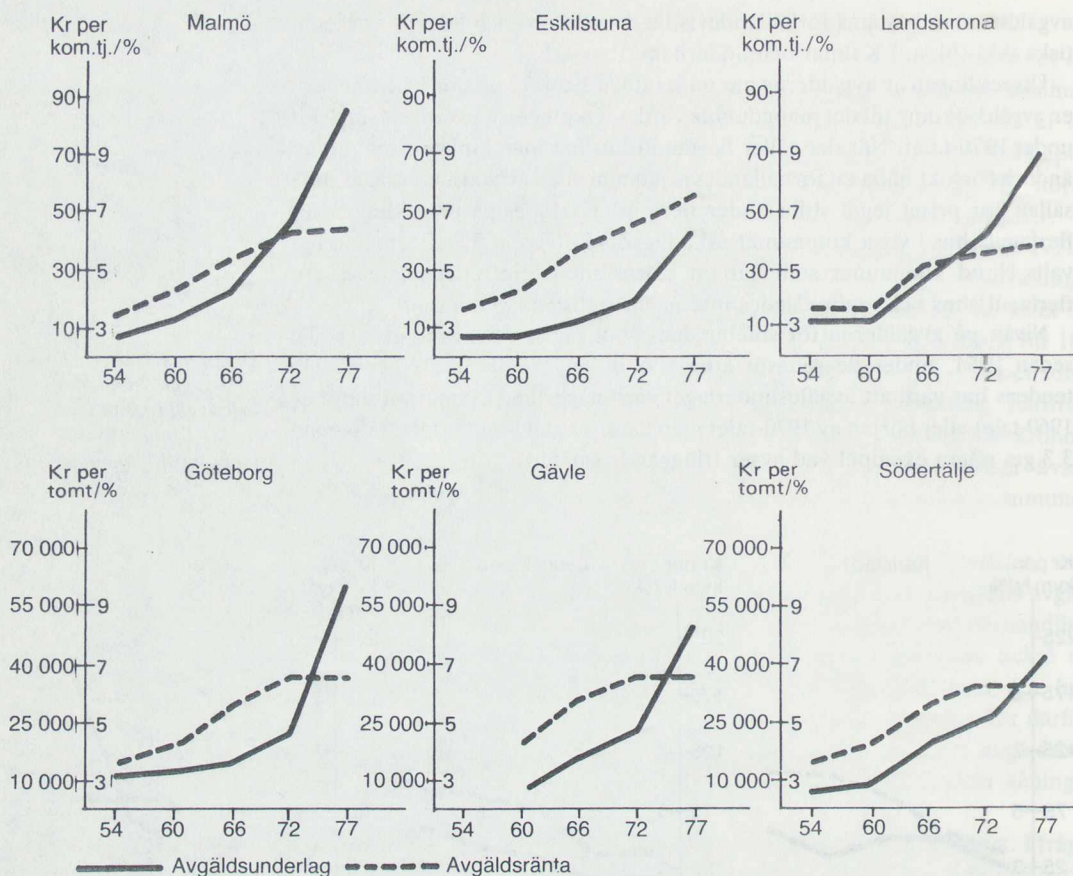 Kr per kom.tj./%
Malmö
90
70 9
50 7
30 5
10 3
54 60 66 72 77
Kr per kom.tj./%
Eskilstuna
90
70 9
50 7
30 5
10 3
54 60 66 72 77
Kr per kom.tj./%
Landskrona
90
70 9
50 7
30 5
10 3
54 60 66 72 77
Kr per tomt/%
Göteborg
70 000
55 000 9
40 000 7
25 000 5
10 000 3
54 60 66 72 77
Kr per tomt/%
Gävle
70 000
55 000 9
40 000 7
25 000 5
10 000 3
54 60 66 72 77
Kr per tomt/%
Södertälje
70 000
55 000 9
40 000 7
25 000 5
10 000 3
54 60 66 72 77
Avgäldsunderlag Avgäldsränta